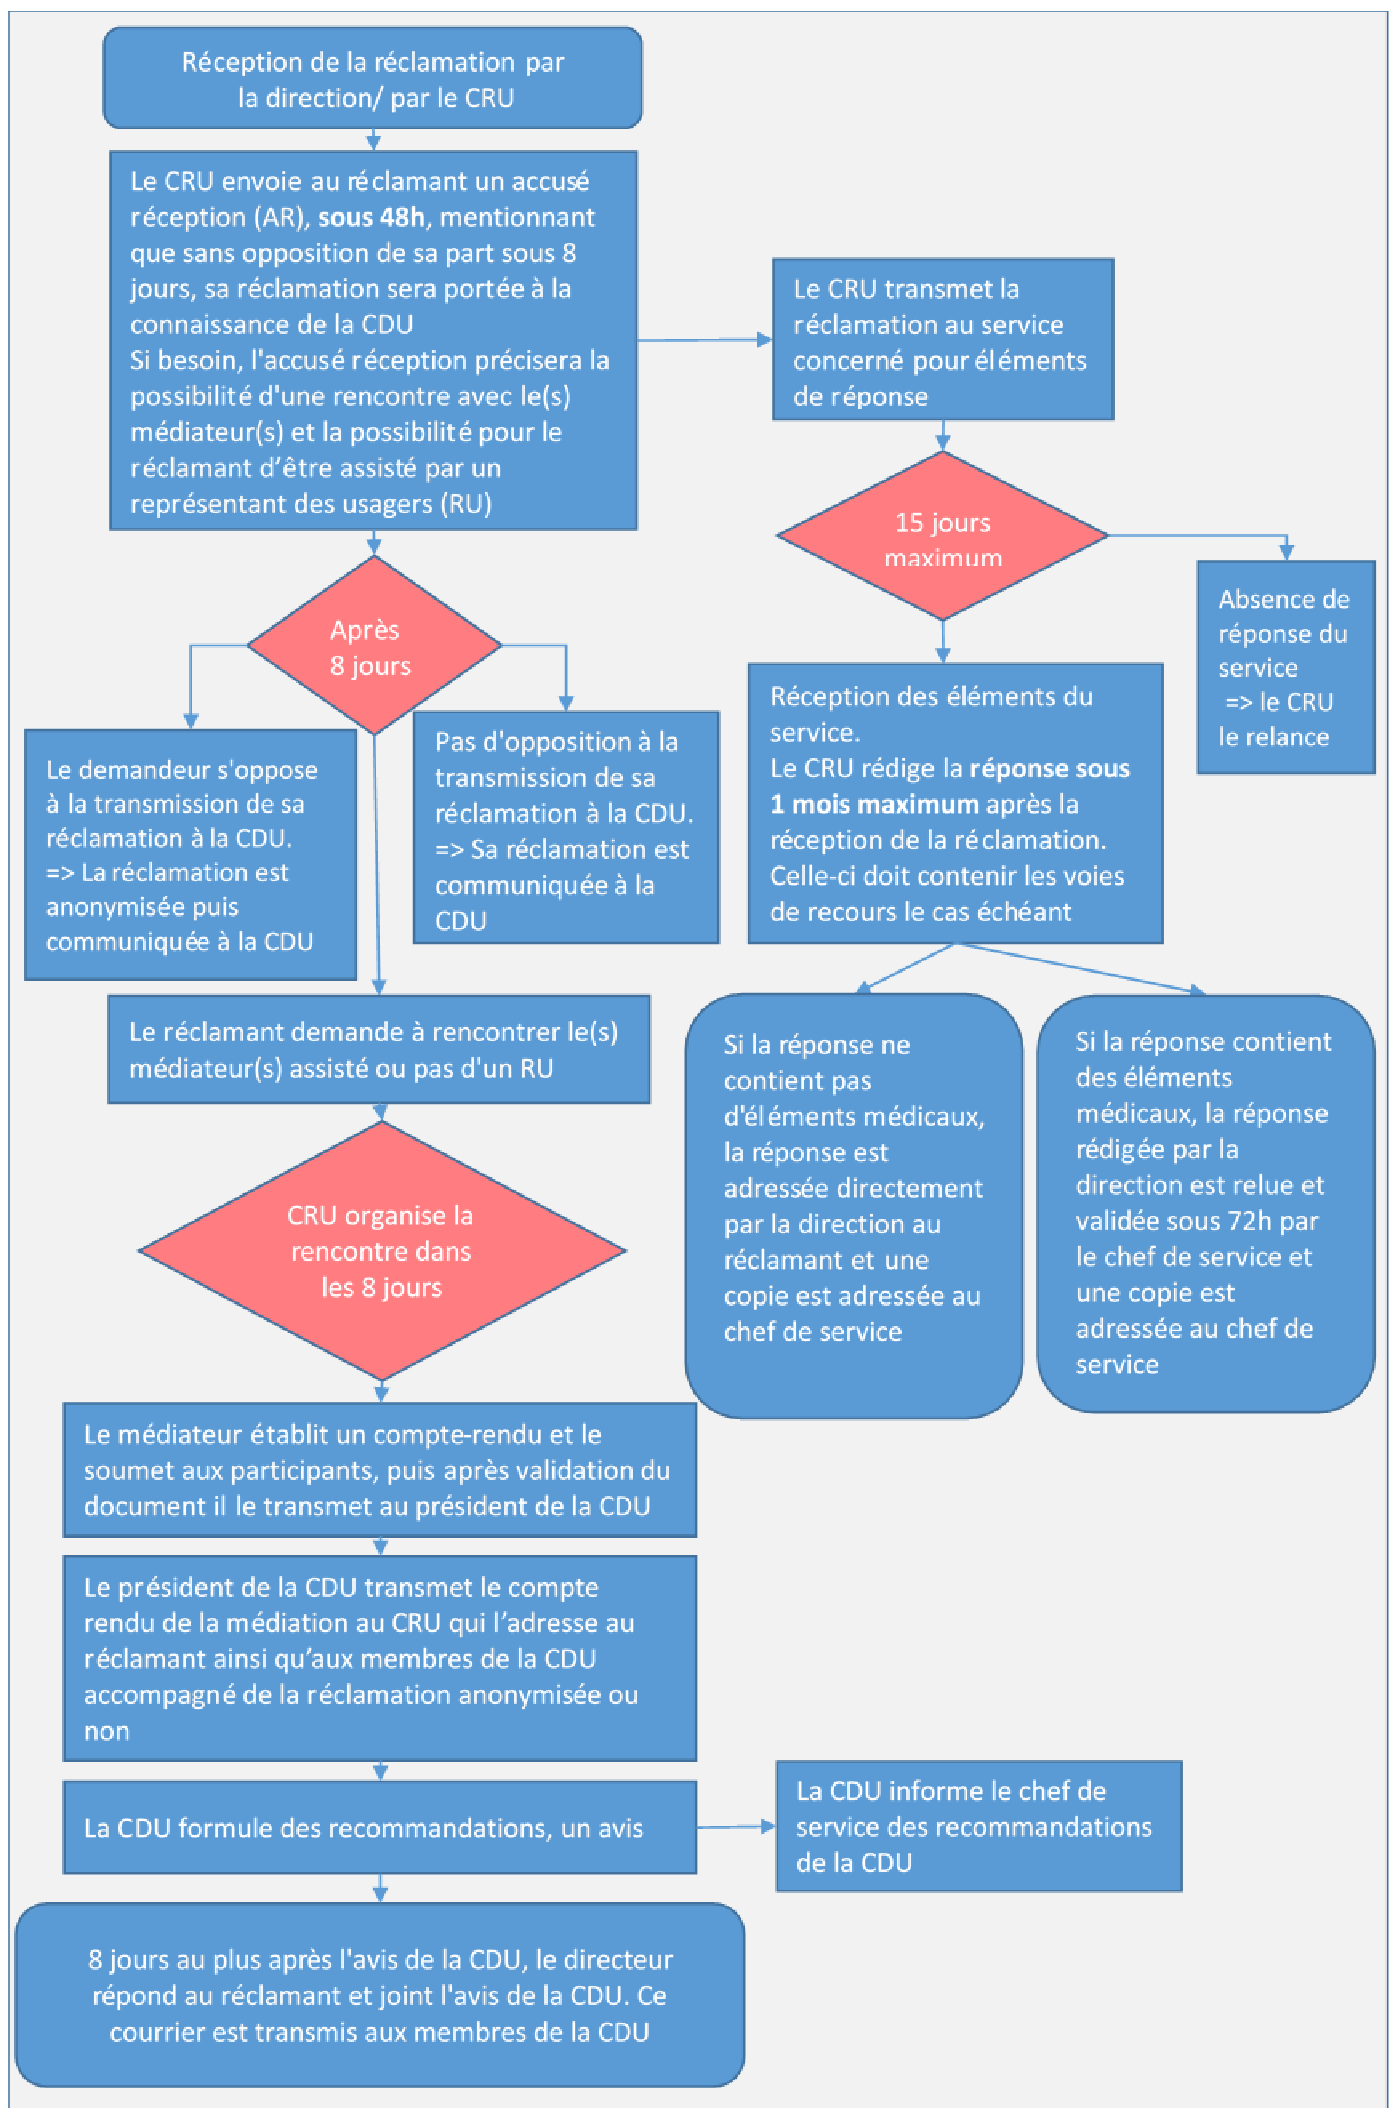 Réception de la réclamation par
la direction/ par le CRU
Le CRU envoie au réclamant un accusé
réception (AR), sous 48h, mentionnant
que sans opposition de sa part sous 8
jours, sa réclamation sera portée à la
connaissance de la CDU
Si besoin, l'accusé réception précisera la
possibilité d'une rencontre avec le(s)
médiateur(s) et la possibilité pour le
réclamant d’être assisté par un
représentant des usagers (RU)
Le CRU transmet la
réclamation au service
concerné pour éléments
de réponse
15 jours
maximum
Absence de
réponse du
service
=> le CRU
le relance
Après
8 jours
Le demandeur s'oppose
à la transmission de sa
réclamation à la CDU.
=> La réclamation est
anonymisée puis
communiquée à la CDU
Pas d'opposition à la
transmission de sa
réclamation à la CDU.
=> Sa réclamation est
communiquée à la
CDU
Réception des éléments du
service.
Le CRU rédige la réponse sous
1 mois maximum après la
réception de la réclamation.
Celle-ci doit contenir les voies
de recours le cas échéant
Le réclamant demande à rencontrer le(s)
médiateur(s) assisté ou pas d'un RU
Si la réponse ne
contient pas
d'éléments médicaux,
la réponse est
adressée directement
par la direction au
réclamant et une
copie est adressée au
chef de service
Si la réponse contient
des éléments
médicaux, la réponse
rédigée par la
direction est relue et
validée sous 72h par
le chef de service et
une copie est
adressée au chef de
service
CRU organise la
rencontre dans
les 8 jours
Le médiateur établit un compte-rendu et le
soumet aux participants, puis après validation du
document il le transmet au président de la CDU
Le président de la CDU transmet le compte
rendu de la médiation au CRU qui l’adresse au
réclamant ainsi qu’aux membres de la CDU
accompagné de la réclamation anonymisée ou
non
La CDU formule des recommandations, un avis
La CDU informe le chef de
service des recommandations
de la CDU
8 jours au plus après l'avis de la CDU, le directeur
répond au réclamant et joint l'avis de la CDU. Ce
courrier est transmis aux membres de la CDU